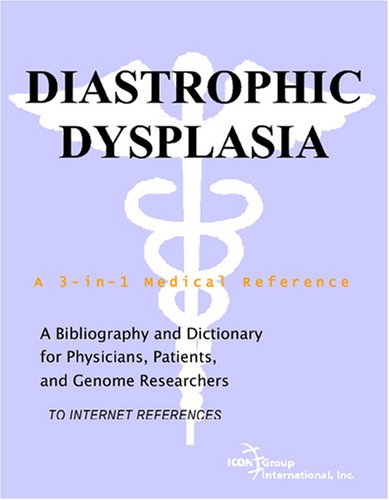 DIASTROPHIC
DYSPLASIA
A 3-in-1 Medical Reference
A Bibliography and Dictionary
for Physicians, Patients,
and Genome Researchers
TO INTERNET REFERENCES
ICON Group
International, Inc.